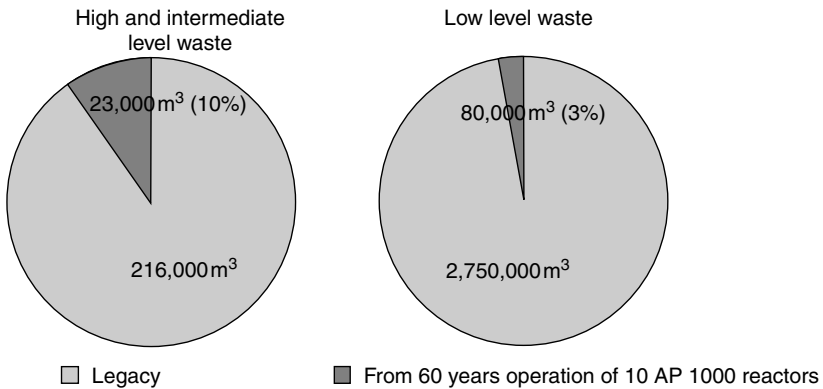 High and intermediate
level waste
23,000 m³ (10%)
216,000 m³
Low level waste
80,000 m³ (3%)
2,750,000 m³
Legacy
From 60 years operation of 10 AP 1000 reactors